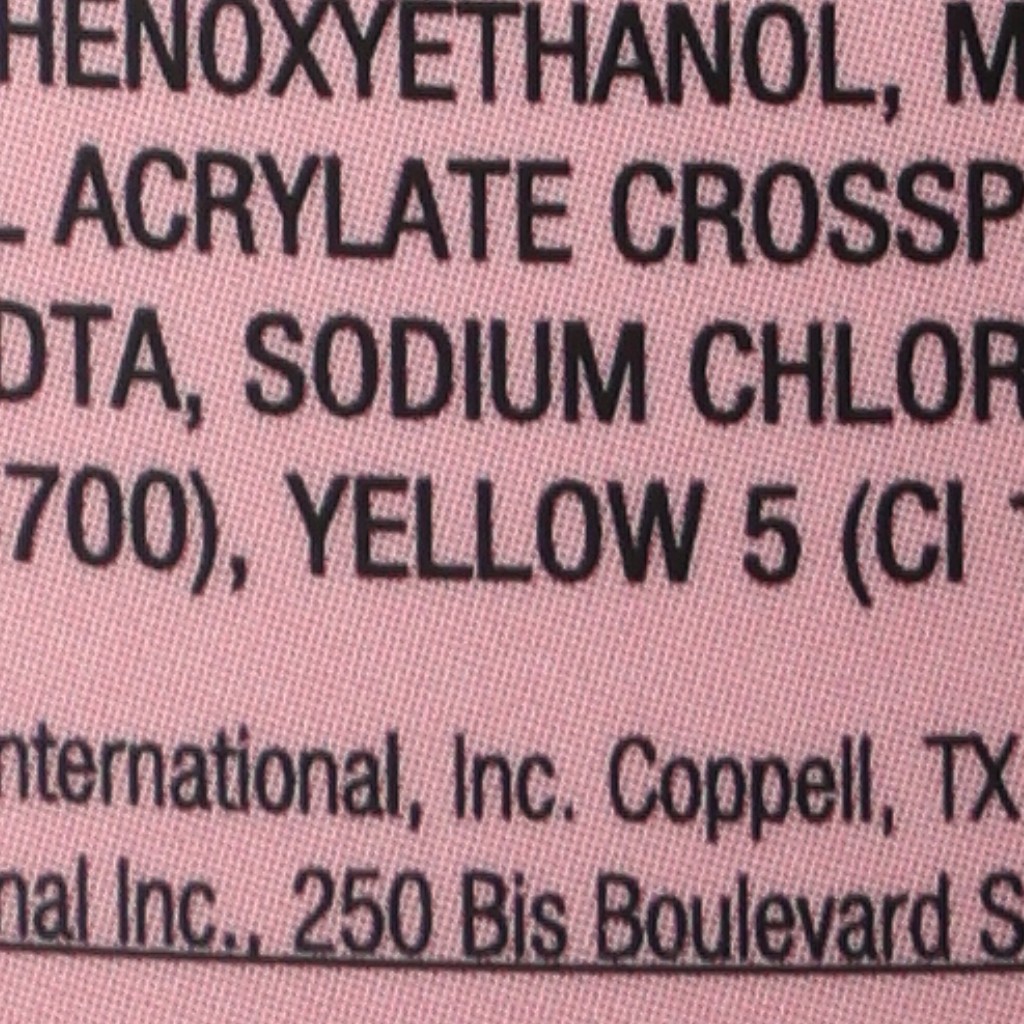 HENOXYETHANOL, M
L ACRYLATE CROSSP
DTA, SODIUM CHLOR
700), YELLOW 5 (CI 1
nternational, Inc. Coppell, TX
nal Inc., 250 Bis Boulevard S